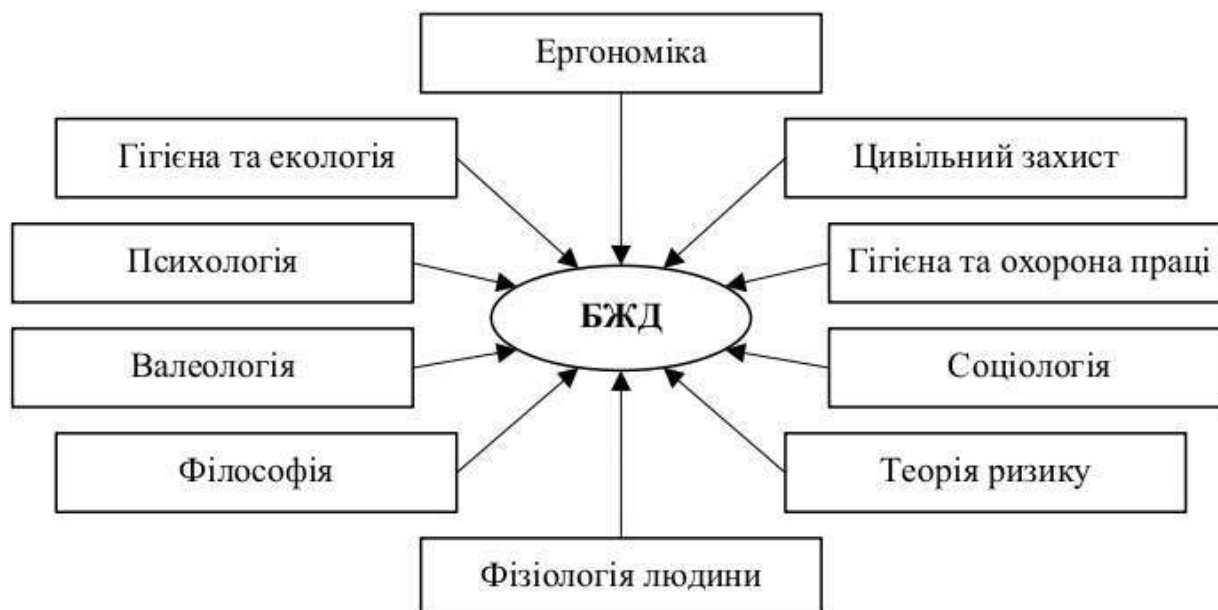 Ергономіка
Гігієна та екологія
Цивільний захист
Психологія
Гігієна та охорона праці
БЖД
Валеологія
Соціологія
Філософія
Теорія ризику
Фізіологія людини